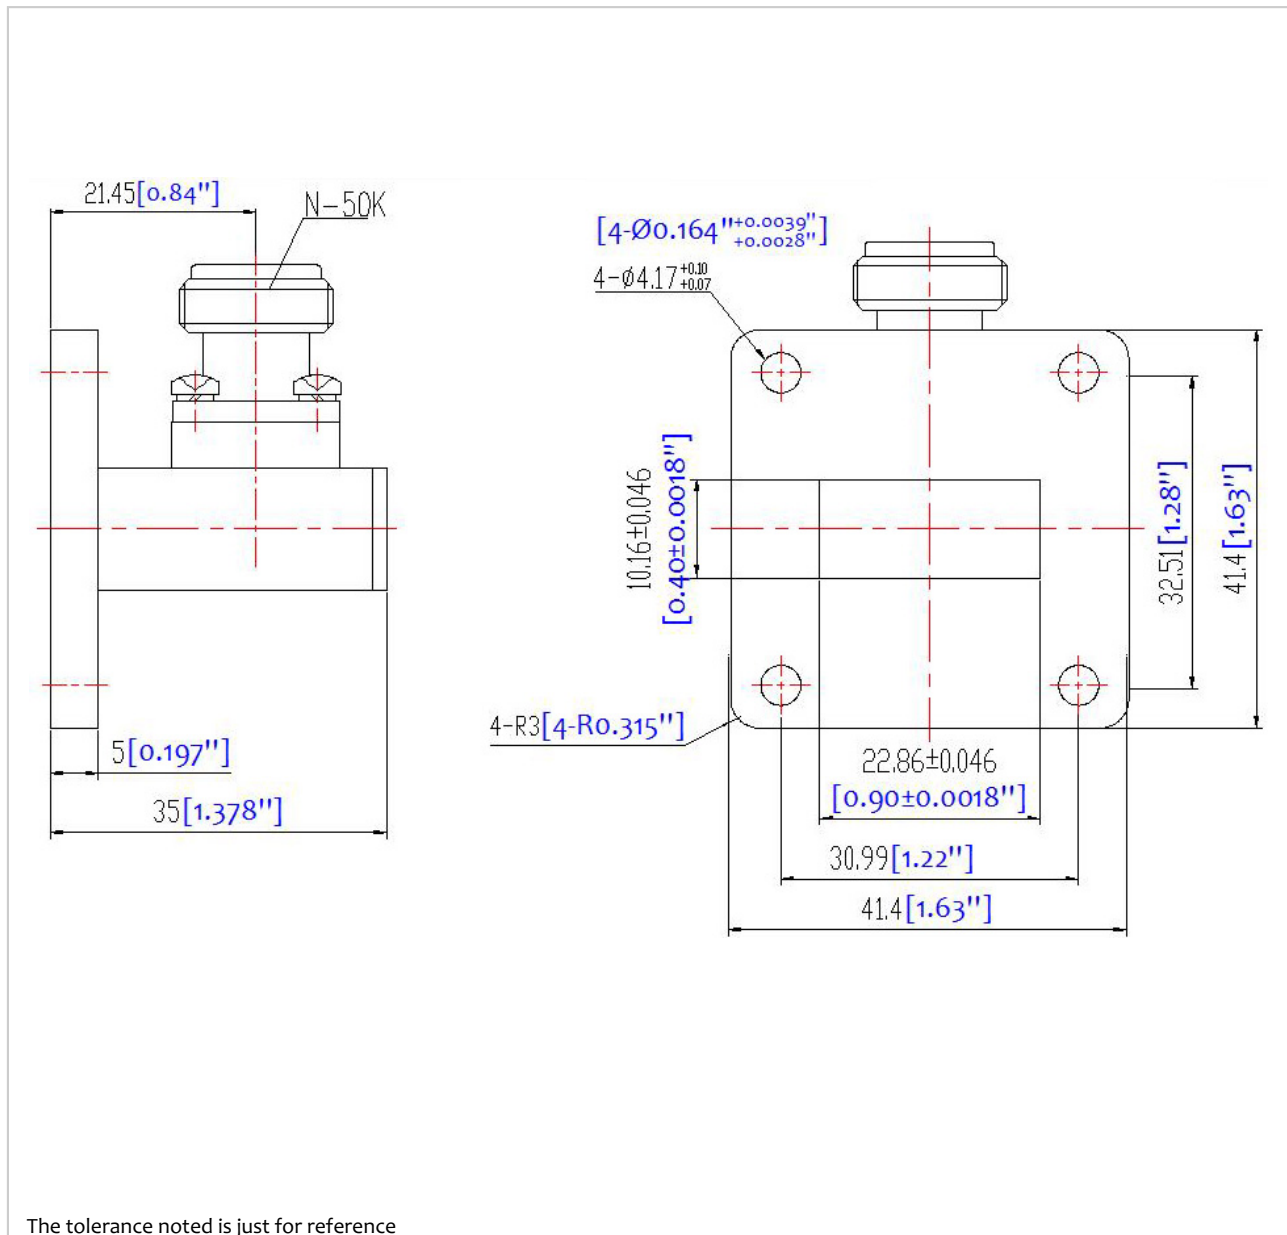 21.45[0.84"]
N-50K
[4-Ø0.164"+0.0039" +0.0028"]
4-ϕ4.17+0.10 +0.07
10.16±0.046
[0.40±0.0018"]
32.51[1.28"]
41.4[1.63"]
4-R3[4-R0.315"]
5[0.197"]
35[1.378"]
22.86±0.046
[0.90±0.0018"]
30.99[1.22"]
41.4[1.63"]
The tolerance noted is just for reference